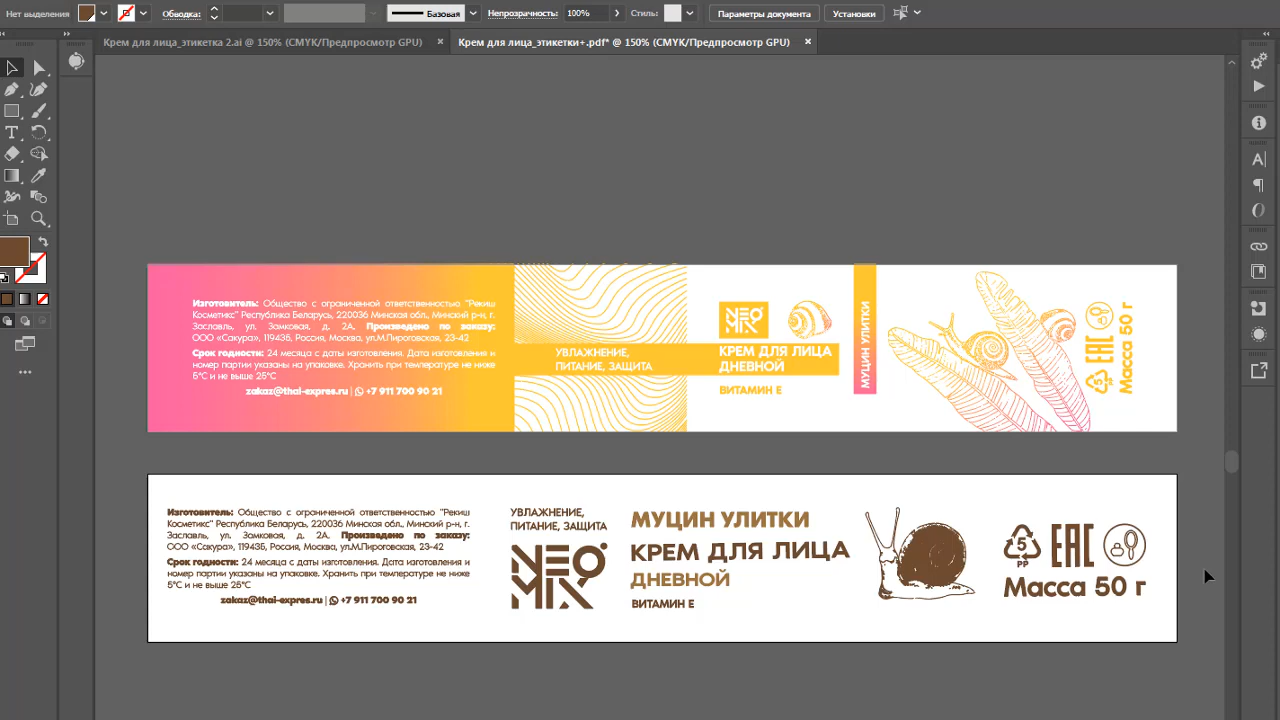 Нет выделения
Обводка:
Базовая
Непрозрачность:
100%
Стиль:
Параметры документа
Установки
Крем для лица_этикетка 2.ai @ 150% (CMYK/Предпросмотр GPU)
Крем для лица_этикетки+.pdf* @ 150% (CMYK/Предпросмотр GPU)
Изготовитель: Общество с ограниченной ответственностью "Рекиш
Косметикс" Республика Беларусь, 220036 Минская обл., Минский р-н, г.
Заславль, ул. Замковая, д. 2А. Произведено по заказу:
ООО «Сакура», 119435, Россия, Москва, ул.М.Пироговская, 23-42
Срок годности: 24 месяца с даты изготовления. Дата изготовления и
номер партии указаны на упаковке. Хранить при температуре не ниже
5°С и не выше 25°С
zakaz@thai-expres.ru | +7 911 700 90 21
УВЛАЖНЕНИЕ,
ПИТАНИЕ, ЗАЩИТА
NEO
MIX
КРЕМ ДЛЯ ЛИЦА
ДНЕВНОЙ
ВИТАМИН Е
МУЦИН УЛИТКИ
5
PP
EAC
Масса 50 г
Изготовитель: Общество с ограниченной ответственностью "Рекиш
Косметикс" Республика Беларусь, 220036 Минская обл., Минский р-н, г.
Заславль, ул. Замковая, д. 2А. Произведено по заказу:
ООО «Сакура», 119435, Россия, Москва, ул.М.Пироговская, 23-42
Срок годности: 24 месяца с даты изготовления. Дата изготовления и
номер партии указаны на упаковке. Хранить при температуре не ниже
5°С и не выше 25°С
zakaz@thai-expres.ru | +7 911 700 90 21
УВЛАЖНЕНИЕ,
ПИТАНИЕ, ЗАЩИТА
NEO
MIX
МУЦИН УЛИТКИ
КРЕМ ДЛЯ ЛИЦА
ДНЕВНОЙ
ВИТАМИН Е
5
PP
EAC
Масса 50 г